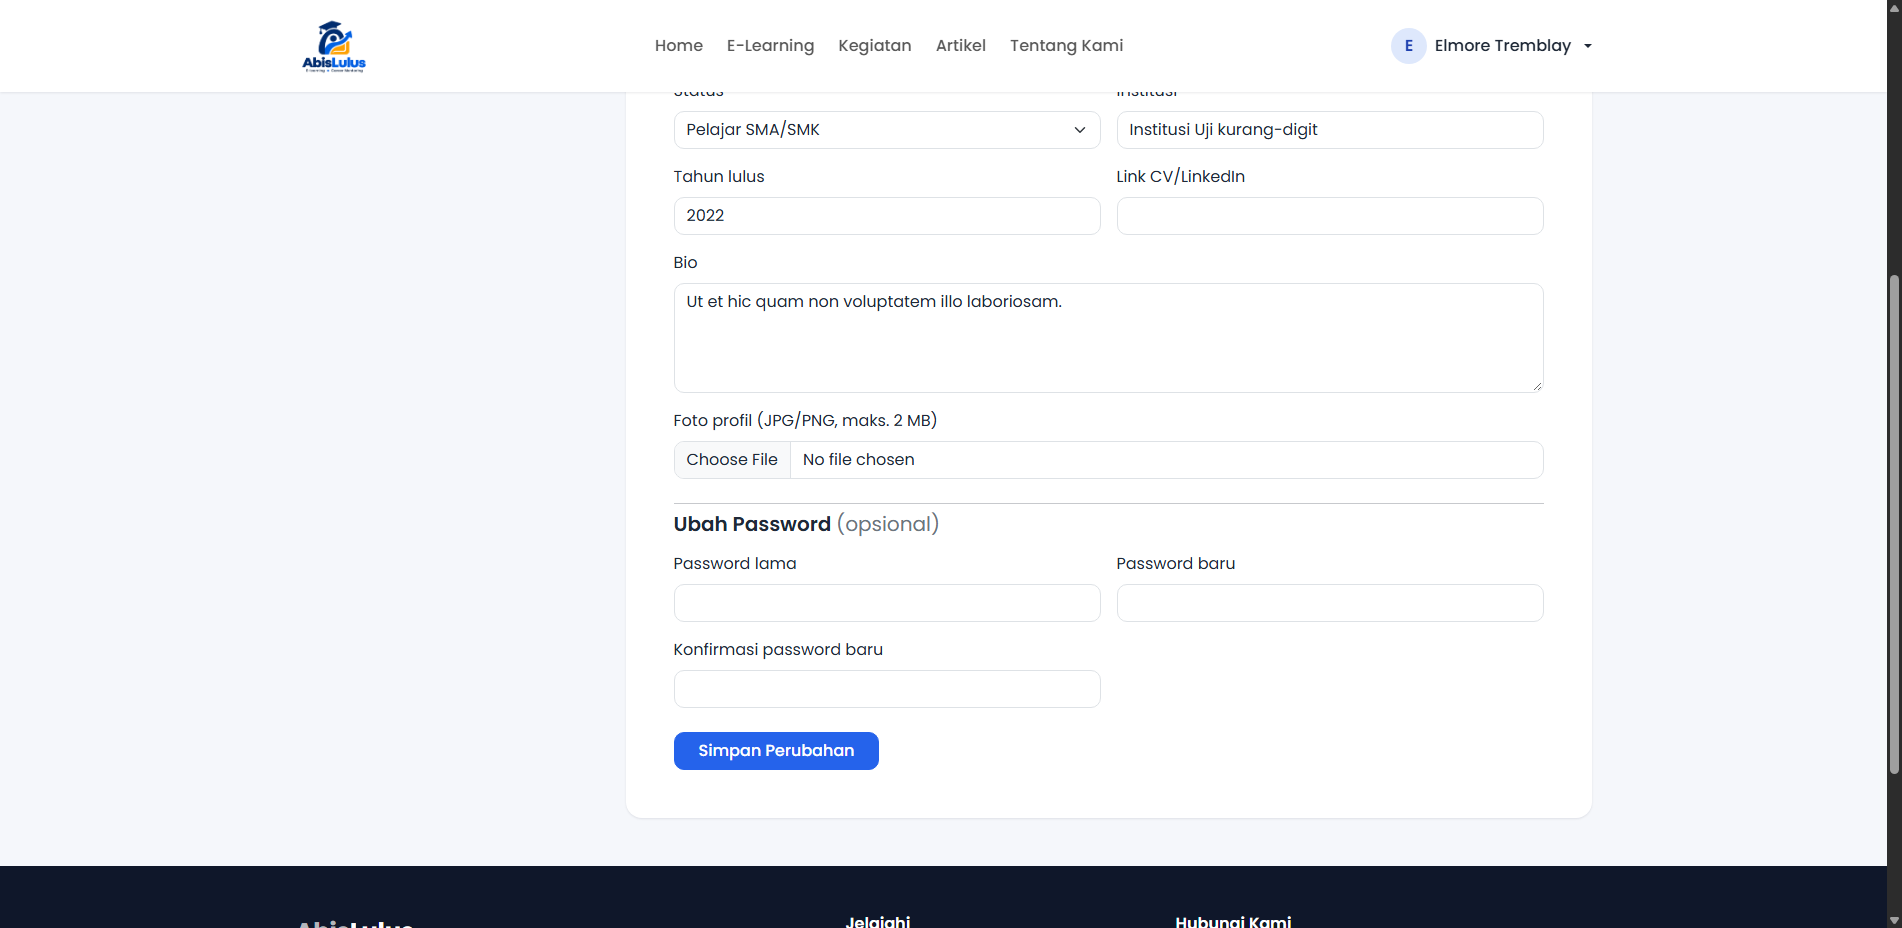 AbisLulus
Home
E-Learning
Kegiatan
Artikel
Tentang Kami
E
Elmore Tremblay
Status
Institusi
Pelajar SMA/SMK
Institusi Uji kurang-digit
Tahun lulus
Link CV/LinkedIn
2022
Bio
Ut et hic quam non voluptatem illo laboriosam.
Foto profil (JPG/PNG, maks. 2 MB)
Choose File
No file chosen
Ubah Password (opsional)
Password lama
Password baru
Konfirmasi password baru
Simpan Perubahan
AbisLulus
Jelajahi
Hubungi Kami